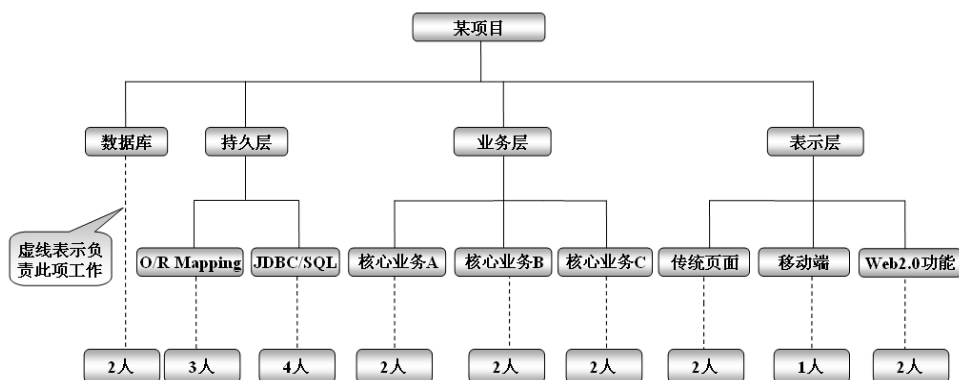 某项目
数据库
持久层
业务层
表示层
虚线表示负
责此项工作
O/R Mapping
JDBC/SQL
核心业务A
核心业务B
核心业务C
传统页面
移动端
Web2.0功能
2人
3人
4人
2人
2人
2人
2人
1人
2人